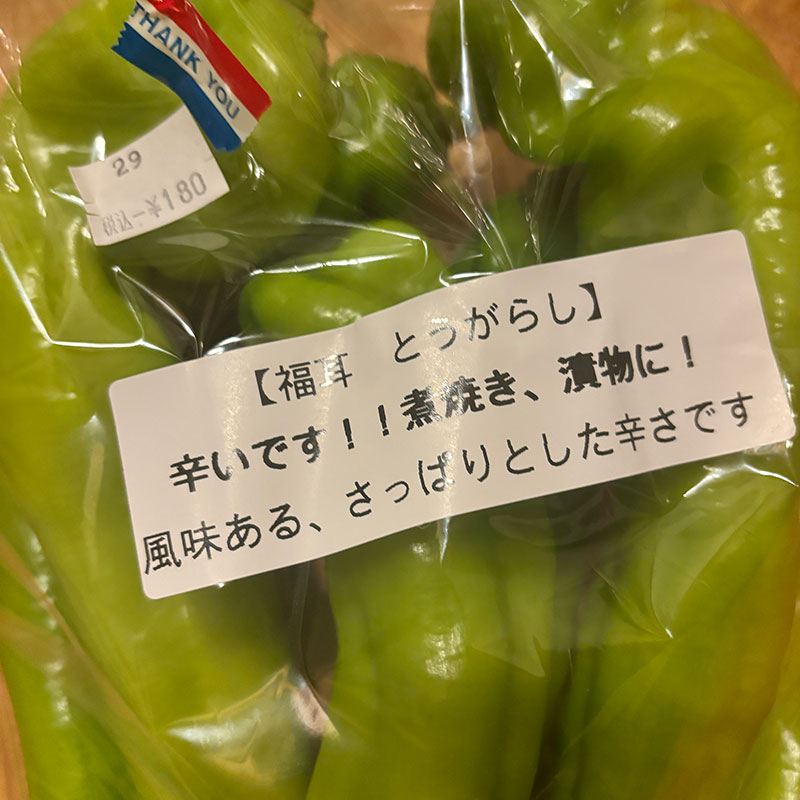 THANK YOU
29
税込-¥180
【福耳　とうがらし】
辛いです！！煮焼き、漬物に！
風味ある、さっぱりとした辛さです